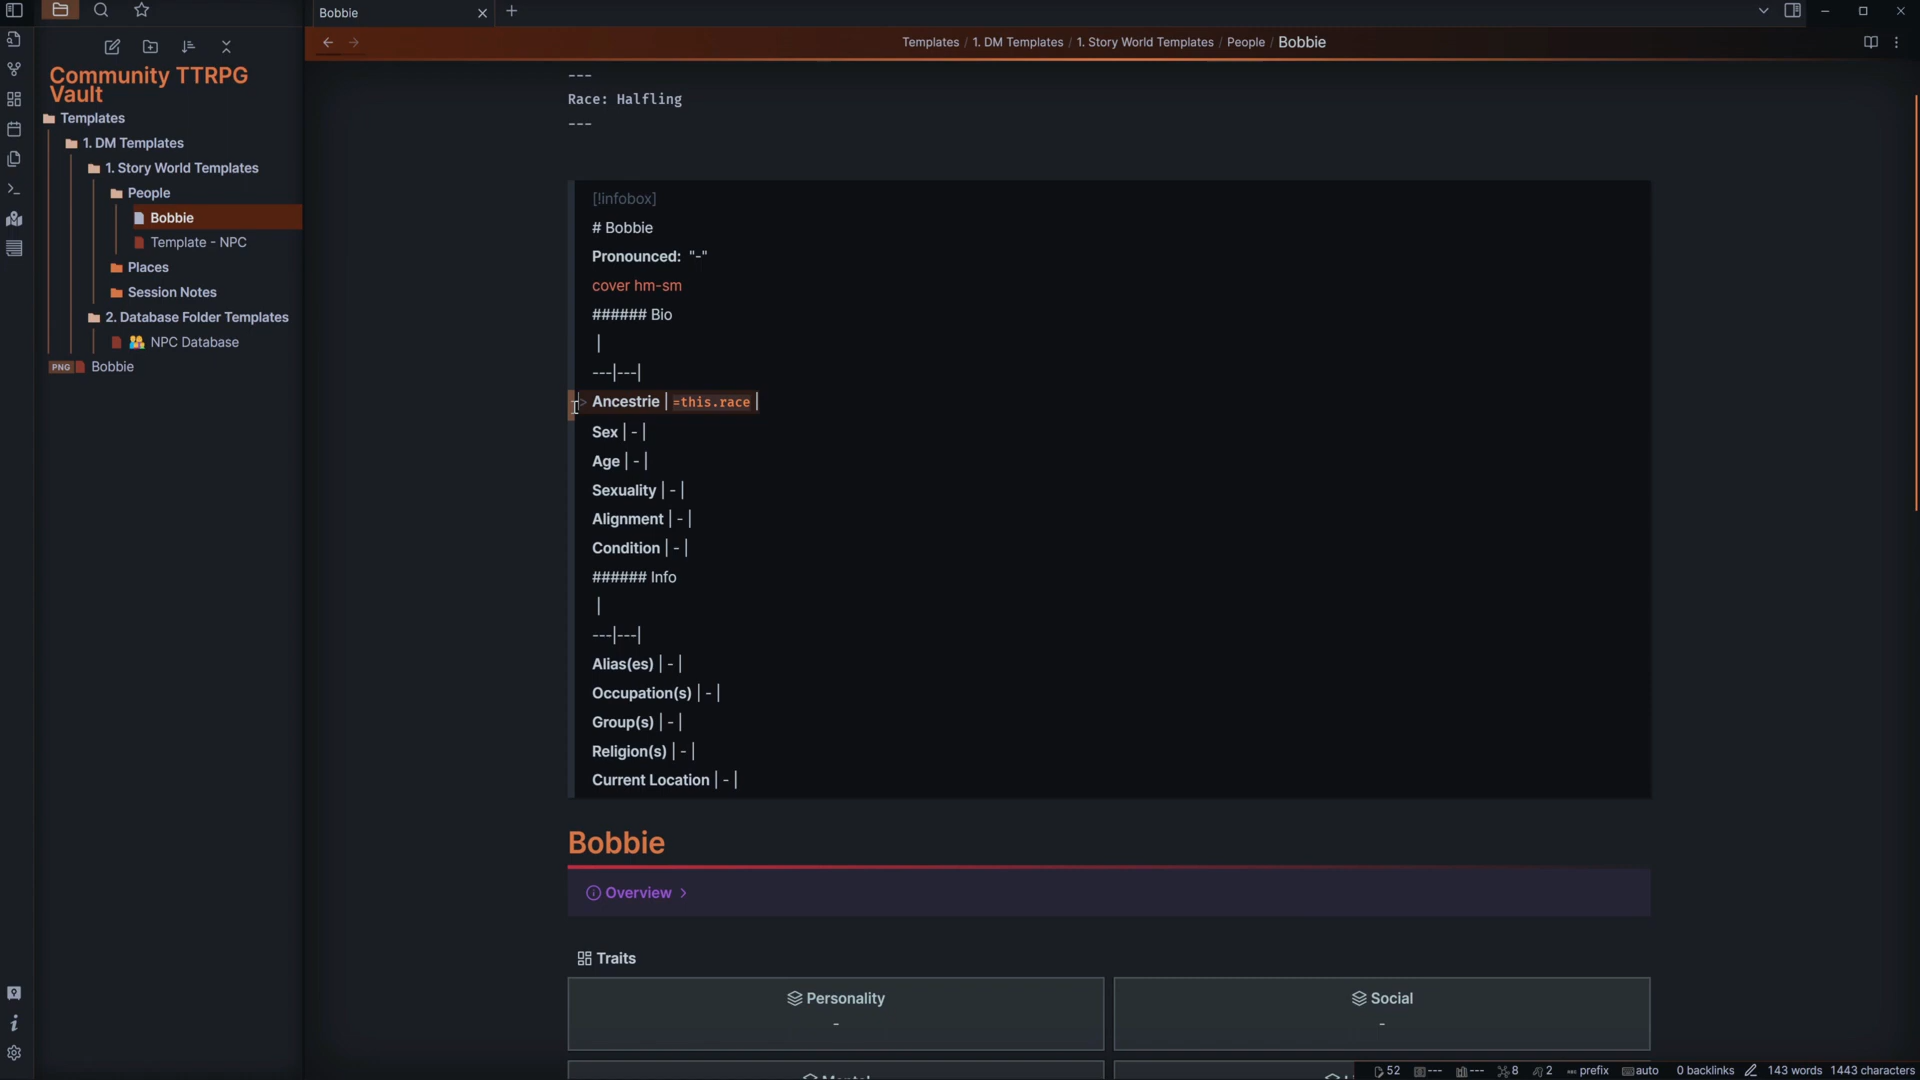 Bobbie
Templates / 1. DM Templates / 1. Story World Templates / People / Bobbie
Community TTRPG
Vault
Templates
1. DM Templates
1. Story World Templates
People
Bobbie
Template - NPC
Places
Session Notes
2. Database Folder Templates
NPC Database
PNG Bobbie
---
Race: Halfling
---
[!infobox]
# Bobbie
Pronounced: "-"
cover hm-sm
###### Bio
|
---|---|
> Ancestrie | =this.race |
Sex | - |
Age | - |
Sexuality | - |
Alignment | - |
Condition | - |
###### Info
|
---|---|
Alias(es) | - |
Occupation(s) | - |
Group(s) | - |
Religion(s) | - |
Current Location | - |
Bobbie
Overview >
Traits
Personality
-
Social
-
52 --- --- 8 2 prefix auto 0 backlinks 143 words 1443 characters